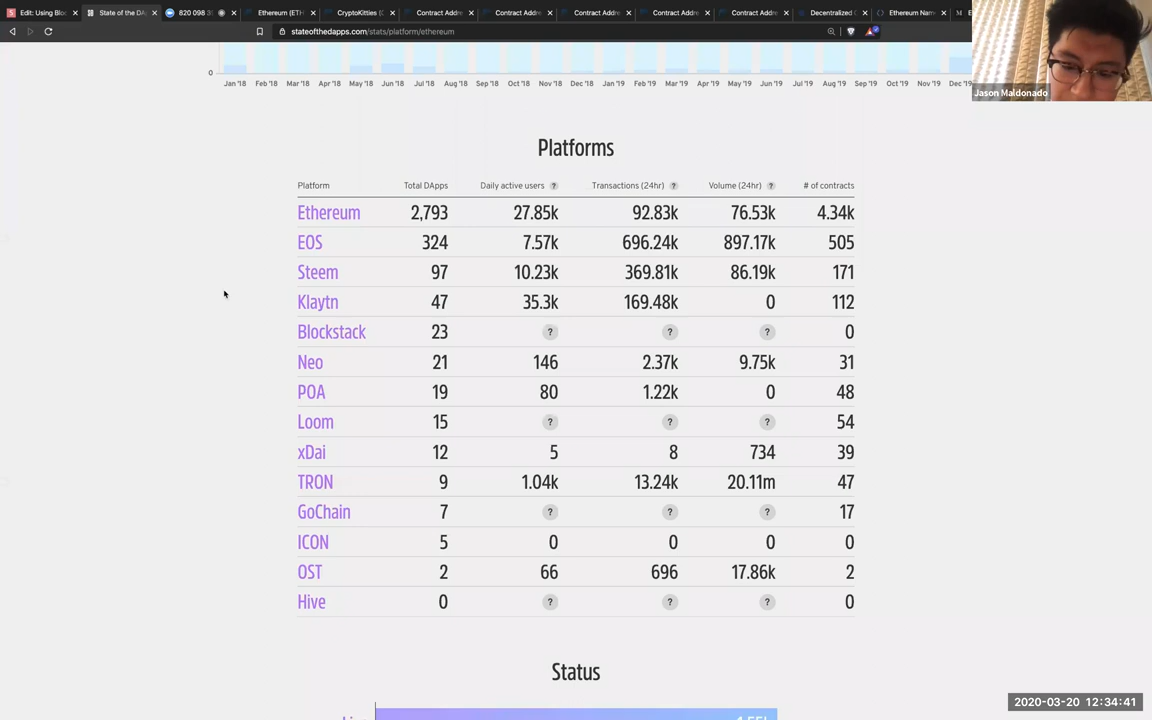 Edit: Using Blo
State of the DA
820 098 3
Ethereum (ETH
CryptoKitties (C
Contract Addre
Contract Addre
Contract Addre
Contract Addre
Contract Addre
Decentralized
Ethereum Nam
stateofthedapps.com/stats/platform/ethereum
Jason Maldonado
0
Jan '18 Feb '18 Mar '18 Apr '18 May '18 Jun '18 Jul '18 Aug '18 Sep '18 Oct '18 Nov '18 Dec '18 Jan '19 Feb '19 Mar '19 Apr '19 May '19 Jun '19 Jul '19 Aug '19 Sep '19 Oct '19 Nov '19 Dec '19
Platforms
Platform Total DApps Daily active users ? Transactions (24hr) ? Volume (24hr) ? # of contracts
Ethereum 2,793 27.85k 92.83k 76.53k 4.34k
EOS 324 7.57k 696.24k 897.17k 505
Steem 97 10.23k 369.81k 86.19k 171
Klaytn 47 35.3k 169.48k 0 112
Blockstack 23 ? ? ? 0
Neo 21 146 2.37k 9.75k 31
POA 19 80 1.22k 0 48
Loom 15 ? ? ? 54
xDai 12 5 8 734 39
TRON 9 1.04k 13.24k 20.11m 47
GoChain 7 ? ? ? 17
ICON 5 0 0 0 0
OST 2 66 696 17.86k 2
Hive 0 ? ? ? 0
Status
2020-03-20 12:34:41